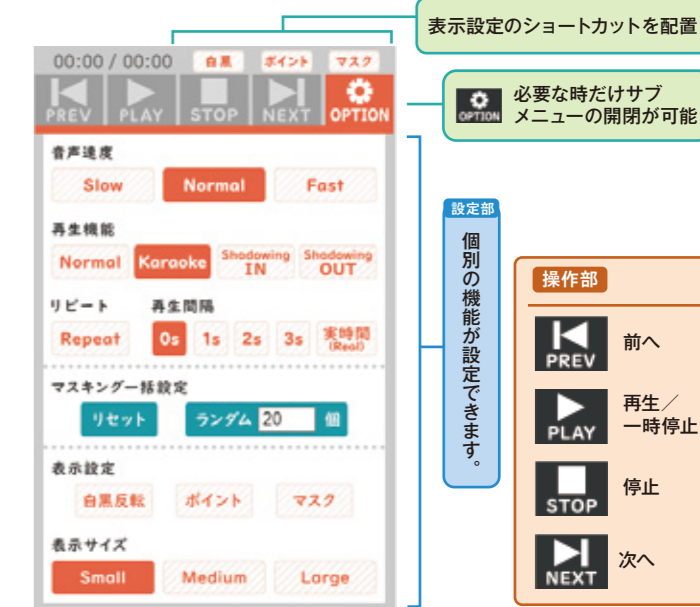 表示設定のショートカットを配置
00:00 / 00:00 白黒 ポイント マスク
PREV PLAY STOP NEXT OPTION
OPTION
必要な時だけサブ
メニューの開閉が可能
音声速度
Slow Normal Fast
再生機能
Normal Karaoke Shadowing IN Shadowing OUT
リピート 再生間隔
Repeat 0s 1s 2s 3s 実時間 (Real)
マスキング一括設定
リセット ランダム 20 個
表示設定
白黒反転 ポイント マスク
表示サイズ
Small Medium Large
設定部
個別の機能が設定できます。
操作部
PREV 前へ
PLAY 再生／
一時停止
STOP 停止
NEXT 次へ